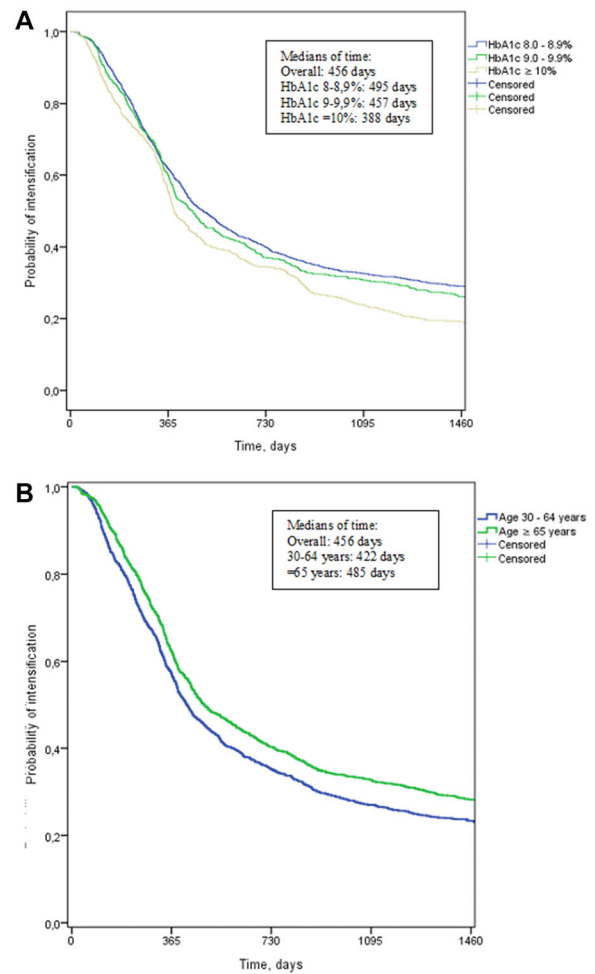 A
1,0
0,8
0,6
0,4
0,2
0,0
Probability of intensification
0
365
730
1095
1460
Time, days
Medians of time:
Overall: 456 days
HbA1c 8-8,9%: 495 days
HbA1c 9-9,9%: 457 days
HbA1c =10%: 388 days
HbA1c 8.0 - 8.9%
HbA1c 9.0 - 9.9%
HbA1c ≥ 10%
Censored
Censored
Censored
B
1,0
0,8
0,6
0,4
0,2
0,0
Probability of intensification
0
365
730
1095
1460
Time, days
Medians of time:
Overall: 456 days
30-64 years: 422 days
=65 years: 485 days
Age 30 - 64 years
Age ≥ 65 years
Censored
Censored